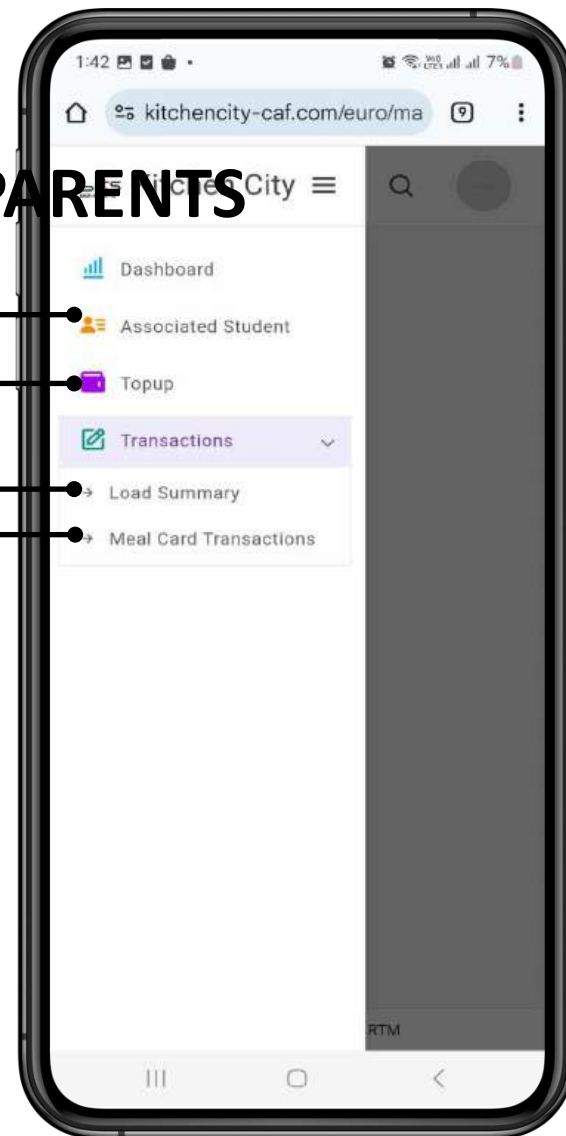 1:42 7%
kitchencity-caf.com/euro/ma 9
PARENTS
Kitchen City
Dashboard
Associated Student
Topup
Transactions
Load Summary
Meal Card Transactions
RTM